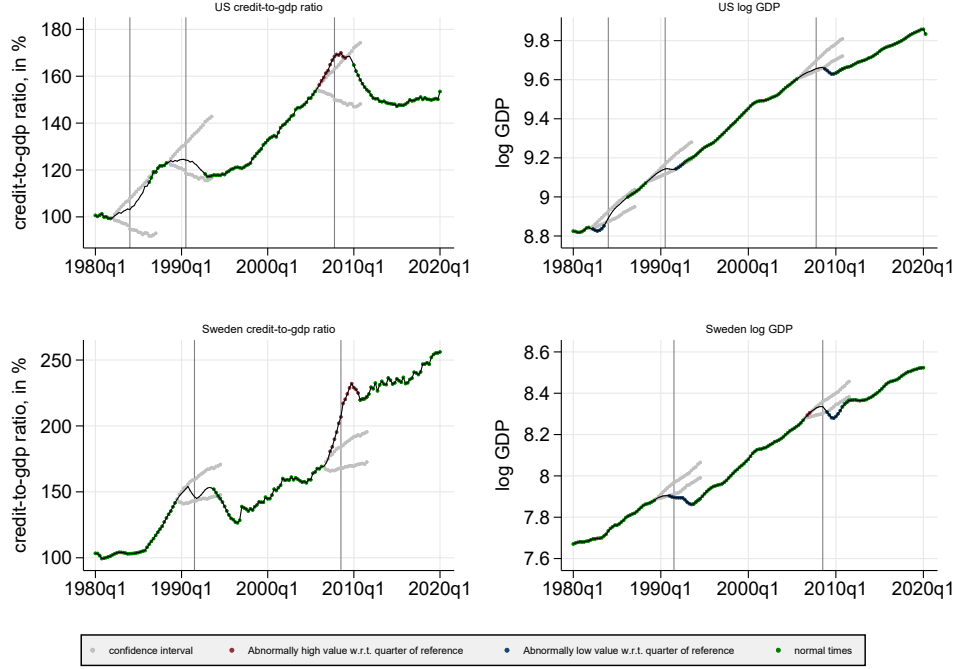 US credit-to-gdp ratio
credit-to-gdp ratio, in %
180
160
140
120
100
1980q1 1990q1 2000q1 2010q1 2020q1
US log GDP
log GDP
9.8
9.6
9.4
9.2
9
8.8
1980q1 1990q1 2000q1 2010q1 2020q1
Sweden credit-to-gdp ratio
credit-to-gdp ratio, in %
250
200
150
100
1980q1 1990q1 2000q1 2010q1 2020q1
Sweden log GDP
log GDP
8.6
8.4
8.2
8
7.8
7.6
1980q1 1990q1 2000q1 2010q1 2020q1
confidence interval Abnormally high value w.r.t. quarter of reference Abnormally low value w.r.t. quarter of reference normal times